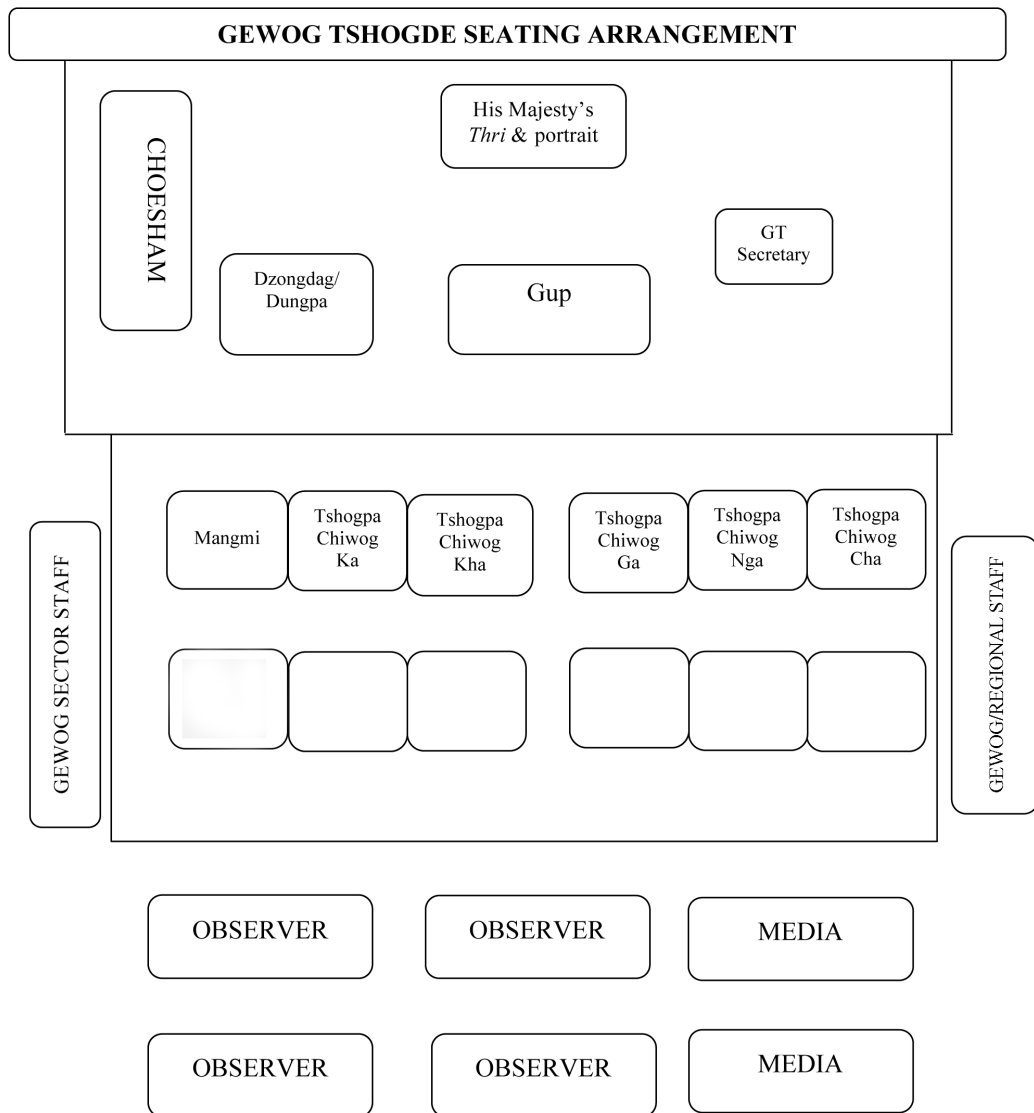 GEWOG TSHOGDE SEATING ARRANGEMENT
CHOESHAM
His Majesty’s
Thri & portrait
GT
Secretary
Dzongdag/
Dungpa
Gup
GEWOG SECTOR STAFF
Mangmi
Tshogpa
Chiwog
Ka
Tshogpa
Chiwog
Kha
Tshogpa
Chiwog
Ga
Tshogpa
Chiwog
Nga
Tshogpa
Chiwog
Cha
GEWOG/REGIONAL STAFF
OBSERVER
OBSERVER
MEDIA
OBSERVER
OBSERVER
MEDIA